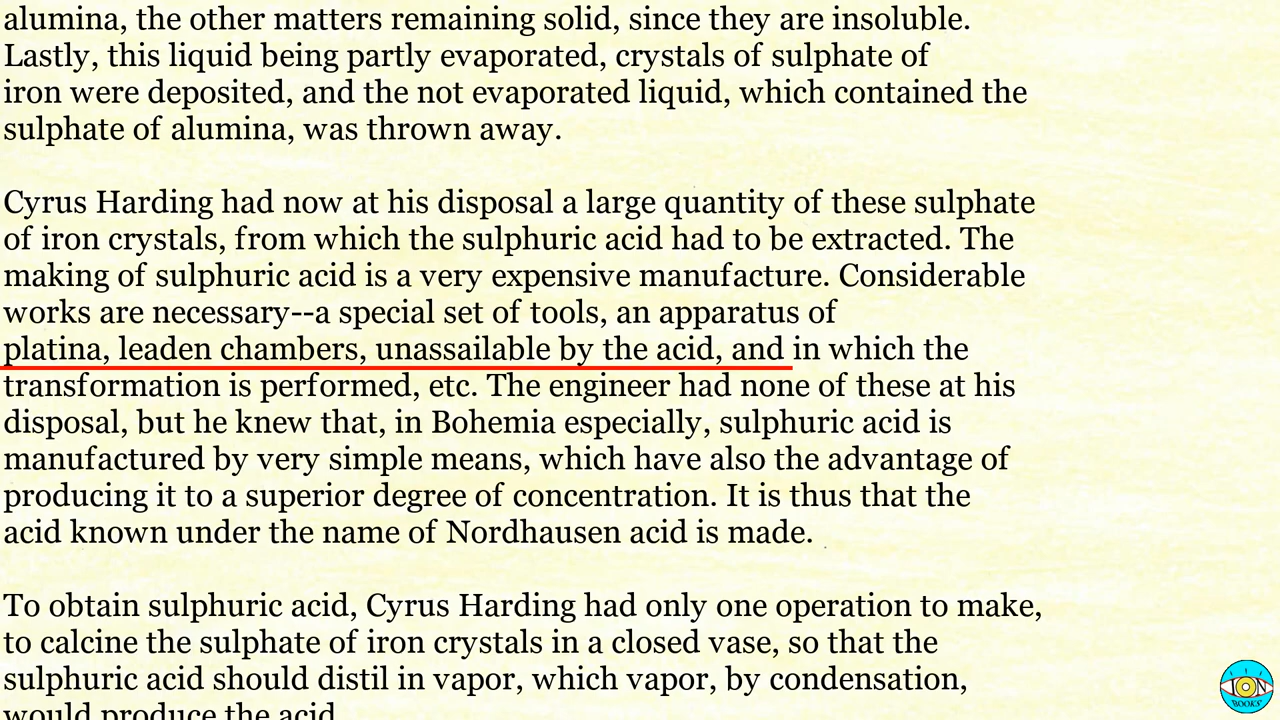 alumina, the other matters remaining solid, since they are insoluble.
Lastly, this liquid being partly evaporated, crystals of sulphate of
iron were deposited, and the not evaporated liquid, which contained the
sulphate of alumina, was thrown away.
Cyrus Harding had now at his disposal a large quantity of these sulphate
of iron crystals, from which the sulphuric acid had to be extracted. The
making of sulphuric acid is a very expensive manufacture. Considerable
works are necessary--a special set of tools, an apparatus of
platina, leaden chambers, unassailable by the acid, and in which the
transformation is performed, etc. The engineer had none of these at his
disposal, but he knew that, in Bohemia especially, sulphuric acid is
manufactured by very simple means, which have also the advantage of
producing it to a superior degree of concentration. It is thus that the
acid known under the name of Nordhausen acid is made.
To obtain sulphuric acid, Cyrus Harding had only one operation to make,
to calcine the sulphate of iron crystals in a closed vase, so that the
sulphuric acid should distil in vapor, which vapor, by condensation,
would produce the acid.
ION
BOOKS